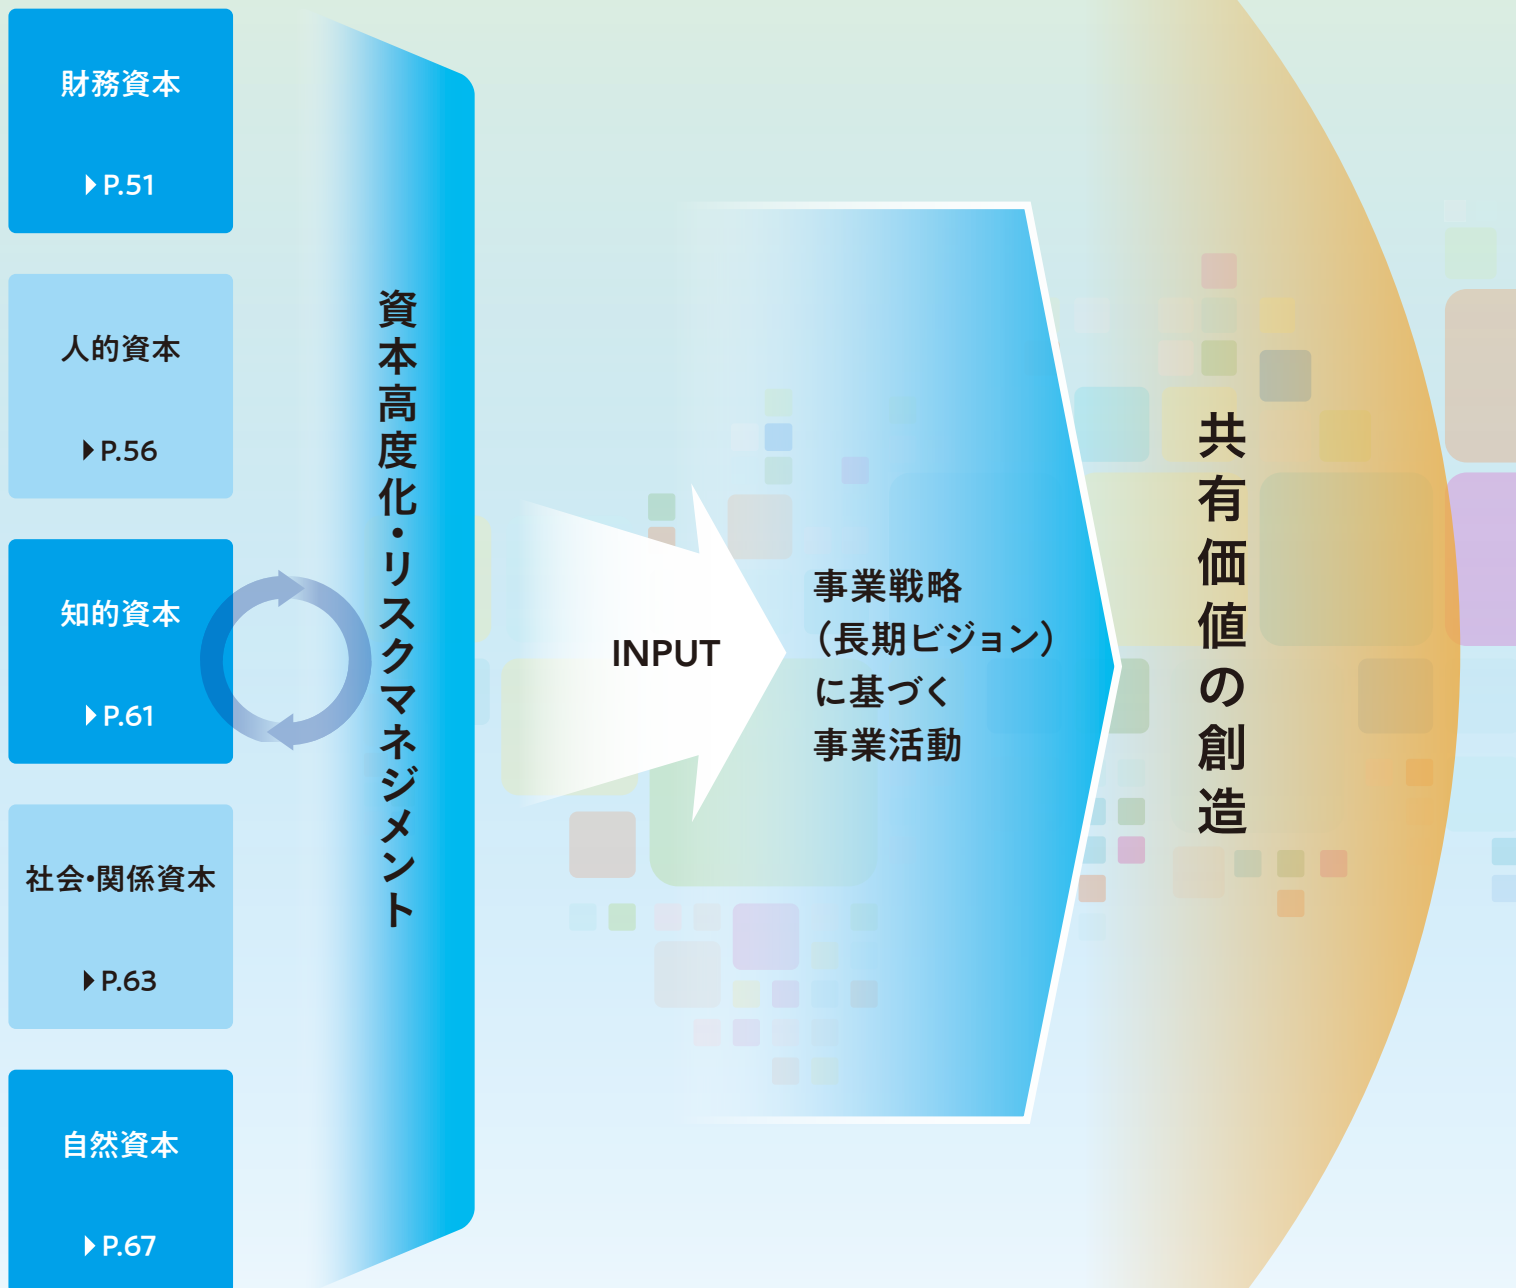 財務資本
▶P.51
人的資本
▶P.56
知的資本
▶P.61
社会・関係資本
▶P.63
自然資本
▶P.67
資本高度化・リスクマネジメント
INPUT
事業戦略
（長期ビジョン）
に基づく
事業活動
共有価値の創造